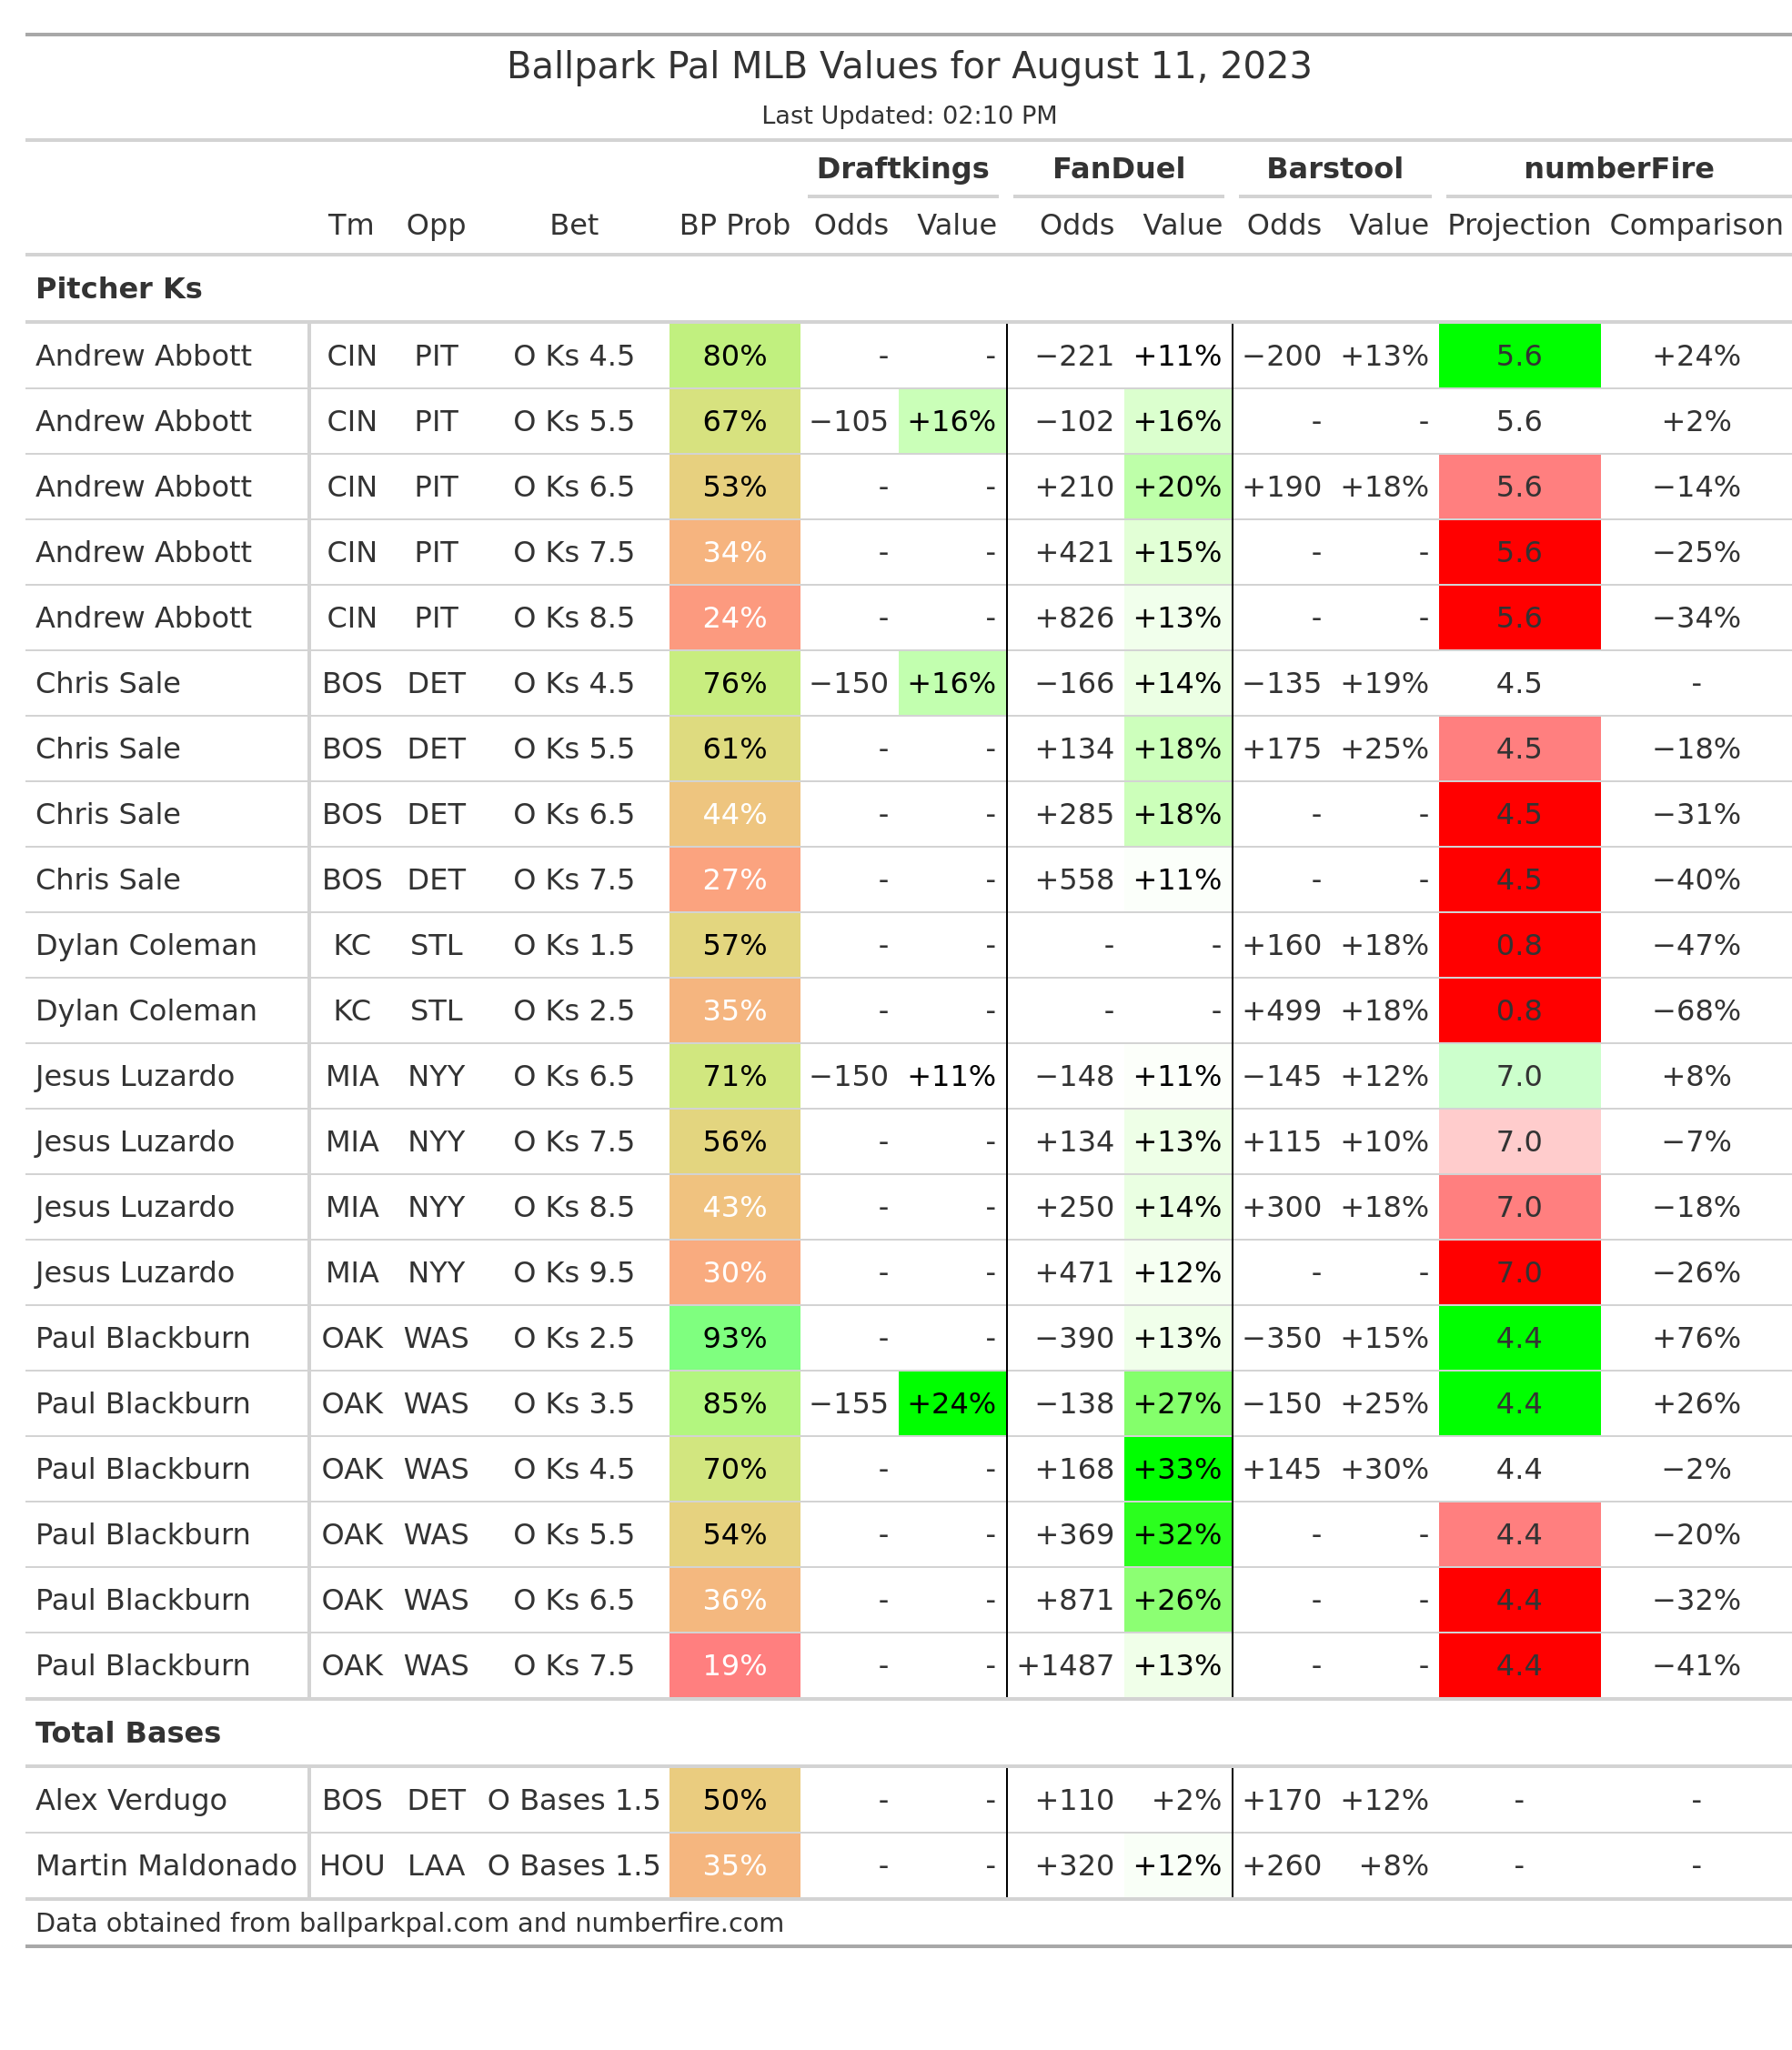 Ballpark Pal MLB Values for August 11, 2023
Last Updated: 02:10 PM
Draftkings FanDuel Barstool numberFire
Tm Opp Bet BP Prob Odds Value Odds Value Odds Value Projection Comparison
Pitcher Ks
Andrew Abbott CIN PIT O Ks 4.5 80% - - −221 +11% −200 +13% 5.6 +24%
Andrew Abbott CIN PIT O Ks 5.5 67% −105 +16% −102 +16% - - 5.6 +2%
Andrew Abbott CIN PIT O Ks 6.5 53% - - +210 +20% +190 +18% 5.6 −14%
Andrew Abbott CIN PIT O Ks 7.5 34% - - +421 +15% - - 5.6 −25%
Andrew Abbott CIN PIT O Ks 8.5 24% - - +826 +13% - - 5.6 −34%
Chris Sale BOS DET O Ks 4.5 76% −150 +16% −166 +14% −135 +19% 4.5 -
Chris Sale BOS DET O Ks 5.5 61% - - +134 +18% +175 +25% 4.5 −18%
Chris Sale BOS DET O Ks 6.5 44% - - +285 +18% - - 4.5 −31%
Chris Sale BOS DET O Ks 7.5 27% - - +558 +11% - - 4.5 −40%
Dylan Coleman KC STL O Ks 1.5 57% - - - - +160 +18% 0.8 −47%
Dylan Coleman KC STL O Ks 2.5 35% - - - - +499 +18% 0.8 −68%
Jesus Luzardo MIA NYY O Ks 6.5 71% −150 +11% −148 +11% −145 +12% 7.0 +8%
Jesus Luzardo MIA NYY O Ks 7.5 56% - - +134 +13% +115 +10% 7.0 −7%
Jesus Luzardo MIA NYY O Ks 8.5 43% - - +250 +14% +300 +18% 7.0 −18%
Jesus Luzardo MIA NYY O Ks 9.5 30% - - +471 +12% - - 7.0 −26%
Paul Blackburn OAK WAS O Ks 2.5 93% - - −390 +13% −350 +15% 4.4 +76%
Paul Blackburn OAK WAS O Ks 3.5 85% −155 +24% −138 +27% −150 +25% 4.4 +26%
Paul Blackburn OAK WAS O Ks 4.5 70% - - +168 +33% +145 +30% 4.4 −2%
Paul Blackburn OAK WAS O Ks 5.5 54% - - +369 +32% - - 4.4 −20%
Paul Blackburn OAK WAS O Ks 6.5 36% - - +871 +26% - - 4.4 −32%
Paul Blackburn OAK WAS O Ks 7.5 19% - - +1487 +13% - - 4.4 −41%
Total Bases
Alex Verdugo BOS DET O Bases 1.5 50% - - +110 +2% +170 +12% - -
Martin Maldonado HOU LAA O Bases 1.5 35% - - +320 +12% +260 +8% - -
Data obtained from ballparkpal.com and numberfire.com